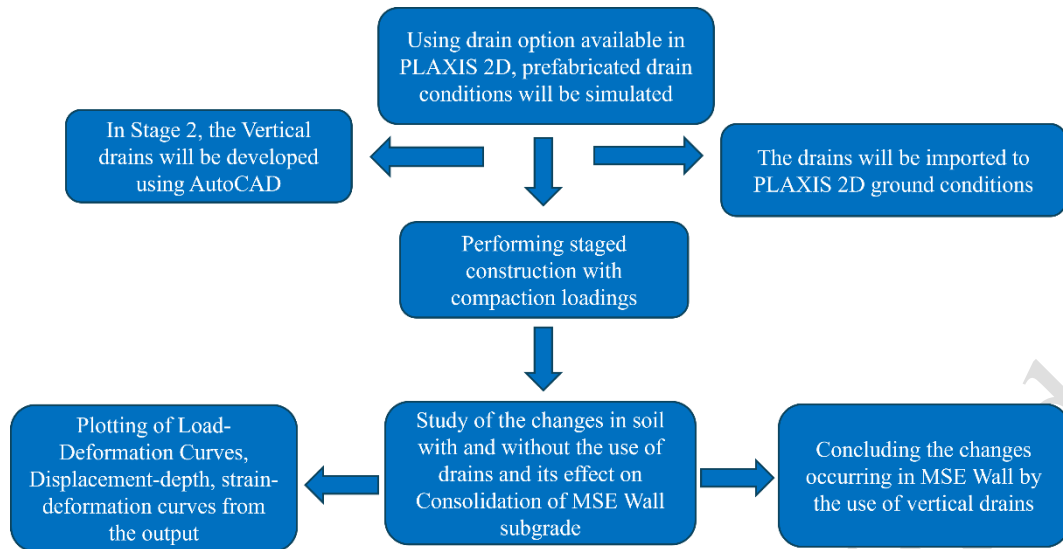 Using drain option available in
PLAXIS 2D, prefabricated drain
conditions will be simulated
In Stage 2, the Vertical
drains will be developed
using AutoCAD
The drains will be imported to
PLAXIS 2D ground conditions
Performing staged
construction with
compaction loadings
Plotting of Load-
Deformation Curves,
Displacement-depth, strain-
deformation curves from
the output
Study of the changes in soil
with and without the use of
drains and its effect on
Consolidation of MSE Wall
subgrade
Concluding the changes
occurring in MSE Wall by
the use of vertical drains